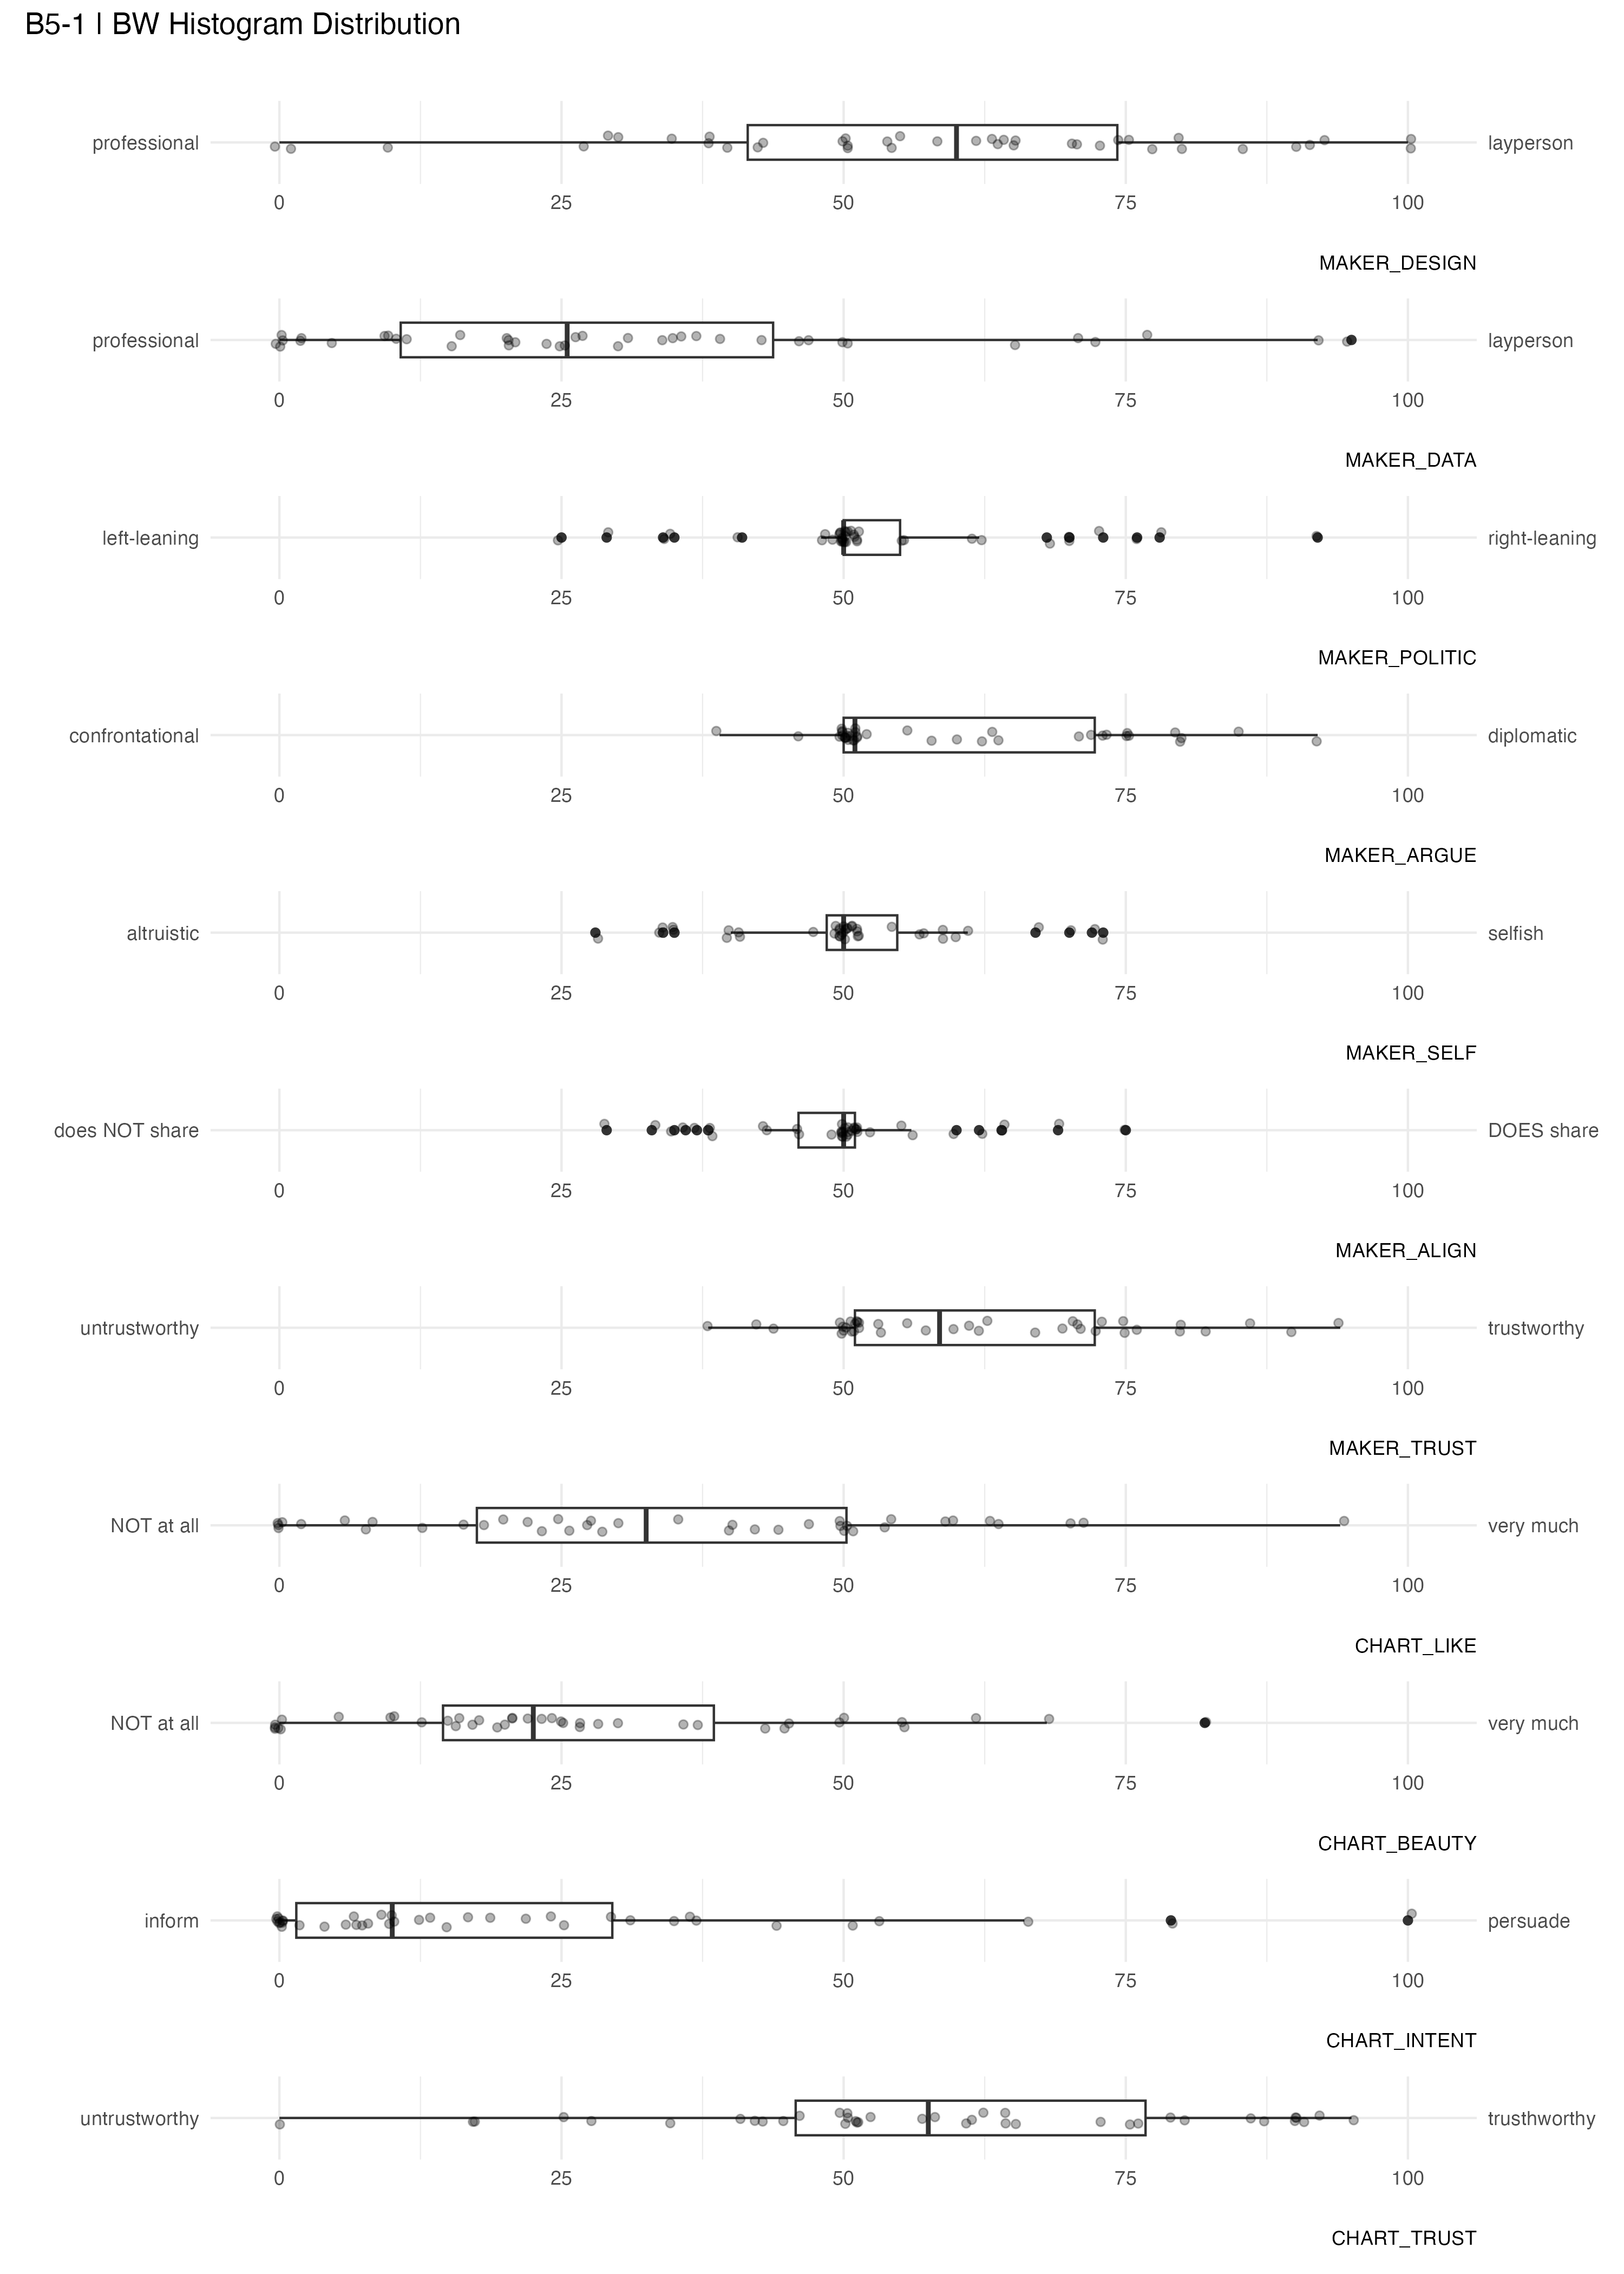 B5-1 | BW Histogram Distribution
professional layperson
0 25 50 75 100
MAKER_DESIGN
professional layperson
0 25 50 75 100
MAKER_DATA
left-leaning right-leaning
0 25 50 75 100
MAKER_POLITIC
confrontational diplomatic
0 25 50 75 100
MAKER_ARGUE
altruistic selfish
0 25 50 75 100
MAKER_SELF
does NOT share DOES share
0 25 50 75 100
MAKER_ALIGN
untrustworthy trustworthy
0 25 50 75 100
MAKER_TRUST
NOT at all very much
0 25 50 75 100
CHART_LIKE
NOT at all very much
0 25 50 75 100
CHART_BEAUTY
inform persuade
0 25 50 75 100
CHART_INTENT
untrustworthy trusthworthy
0 25 50 75 100
CHART_TRUST